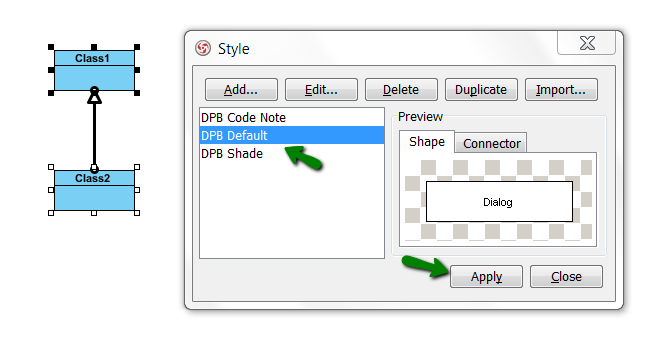 Class1
Class2
Style
Add... Edit... Delete Duplicate Import...
DPB Code Note
DPB Default
DPB Shade
Preview
Shape Connector
Dialog
Apply Close